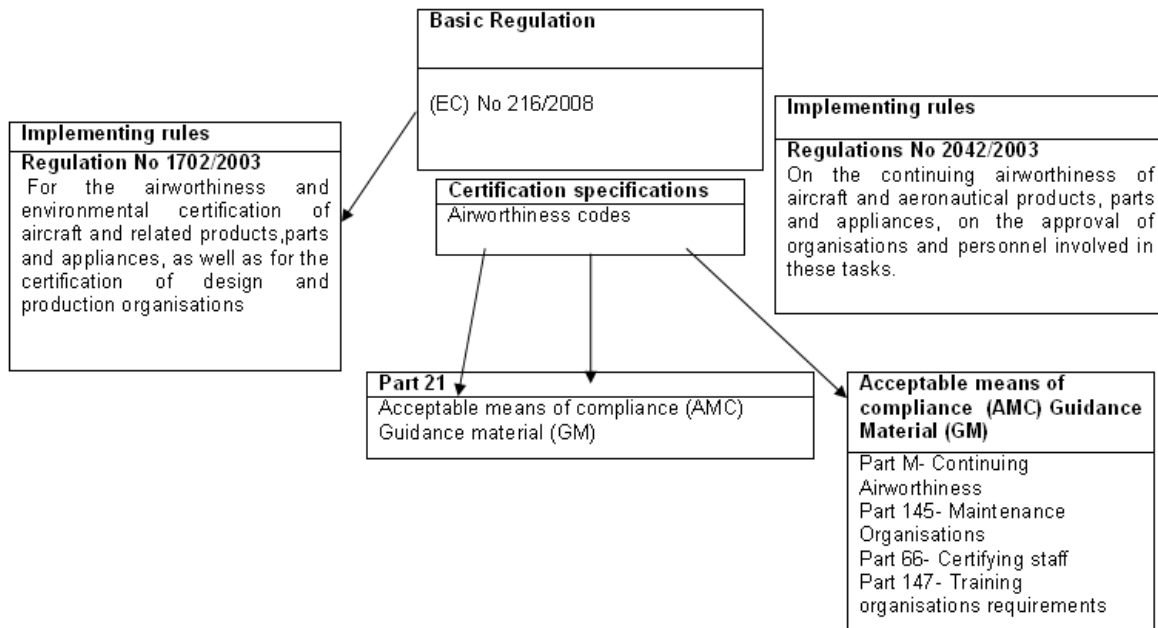 Basic Regulation
(EC) No 216/2008
Implementing rules
Regulation No 1702/2003
For the airworthiness and
environmental certification of
aircraft and related products,parts
and appliances, as well as for the
certification of design and
production organisations
Implementing rules
Regulations No 2042/2003
On the continuing airworthiness of
aircraft and aeronautical products, parts
and appliances, on the approval of
organisations and personnel involved in
these tasks.
Certification specifications
Airworthiness codes
Part 21
Acceptable means of compliance (AMC)
Guidance material (GM)
Acceptable means of
compliance (AMC) Guidance
Material (GM)
Part M- Continuing
Airworthiness
Part 145- Maintenance
Organisations
Part 66- Certifying staff
Part 147- Training
organisations requirements